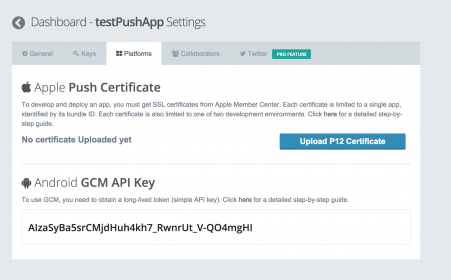 Dashboard - testPushApp Settings
General Keys Platforms Collaborators Twitter PRO FEATURE
Apple Push Certificate
To develop and deploy an app, you must get SSL certificates from Apple Member Center. Each certificate is limited to a single app,
identified by its bundle ID. Each certificate is also limited to one of two development environments. Click here for a detailed step-by-
step guide.
No certificate Uploaded yet
Upload P12 Certificate
Android GCM API Key
To use GCM, you need to obtain a long-lived token (simple API key). Click here for a detailed step-by-step guide.
AIzaSyBa5srCMjdHuh4kh7_RwnrUt_V-QO4mgHI